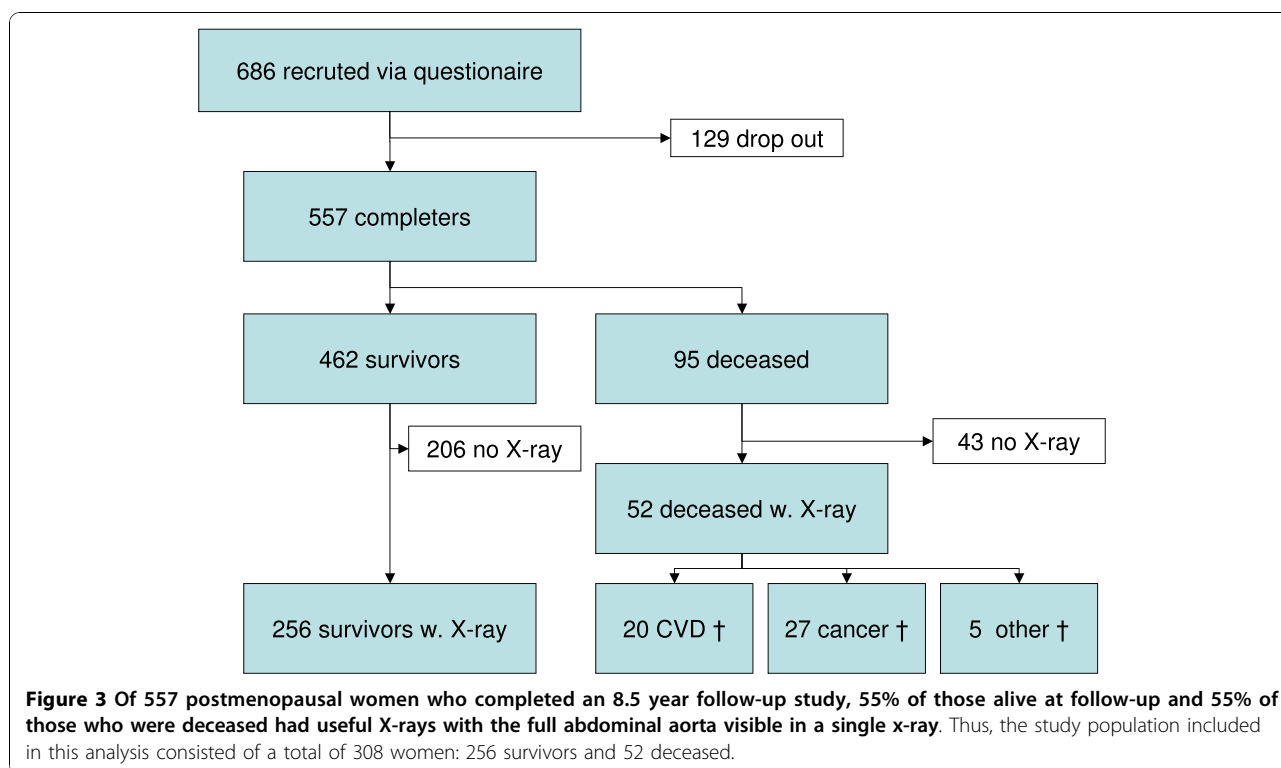 686 recruted via questionaire
129 drop out
557 completers
462 survivors
95 deceased
206 no X-ray
43 no X-ray
52 deceased w. X-ray
256 survivors w. X-ray
20 CVD †
27 cancer †
5 other †
Figure 3 Of 557 postmenopausal women who completed an 8.5 year follow-up study, 55% of those alive at follow-up and 55% of
those who were deceased had useful X-rays with the full abdominal aorta visible in a single x-ray. Thus, the study population included
in this analysis consisted of a total of 308 women: 256 survivors and 52 deceased.